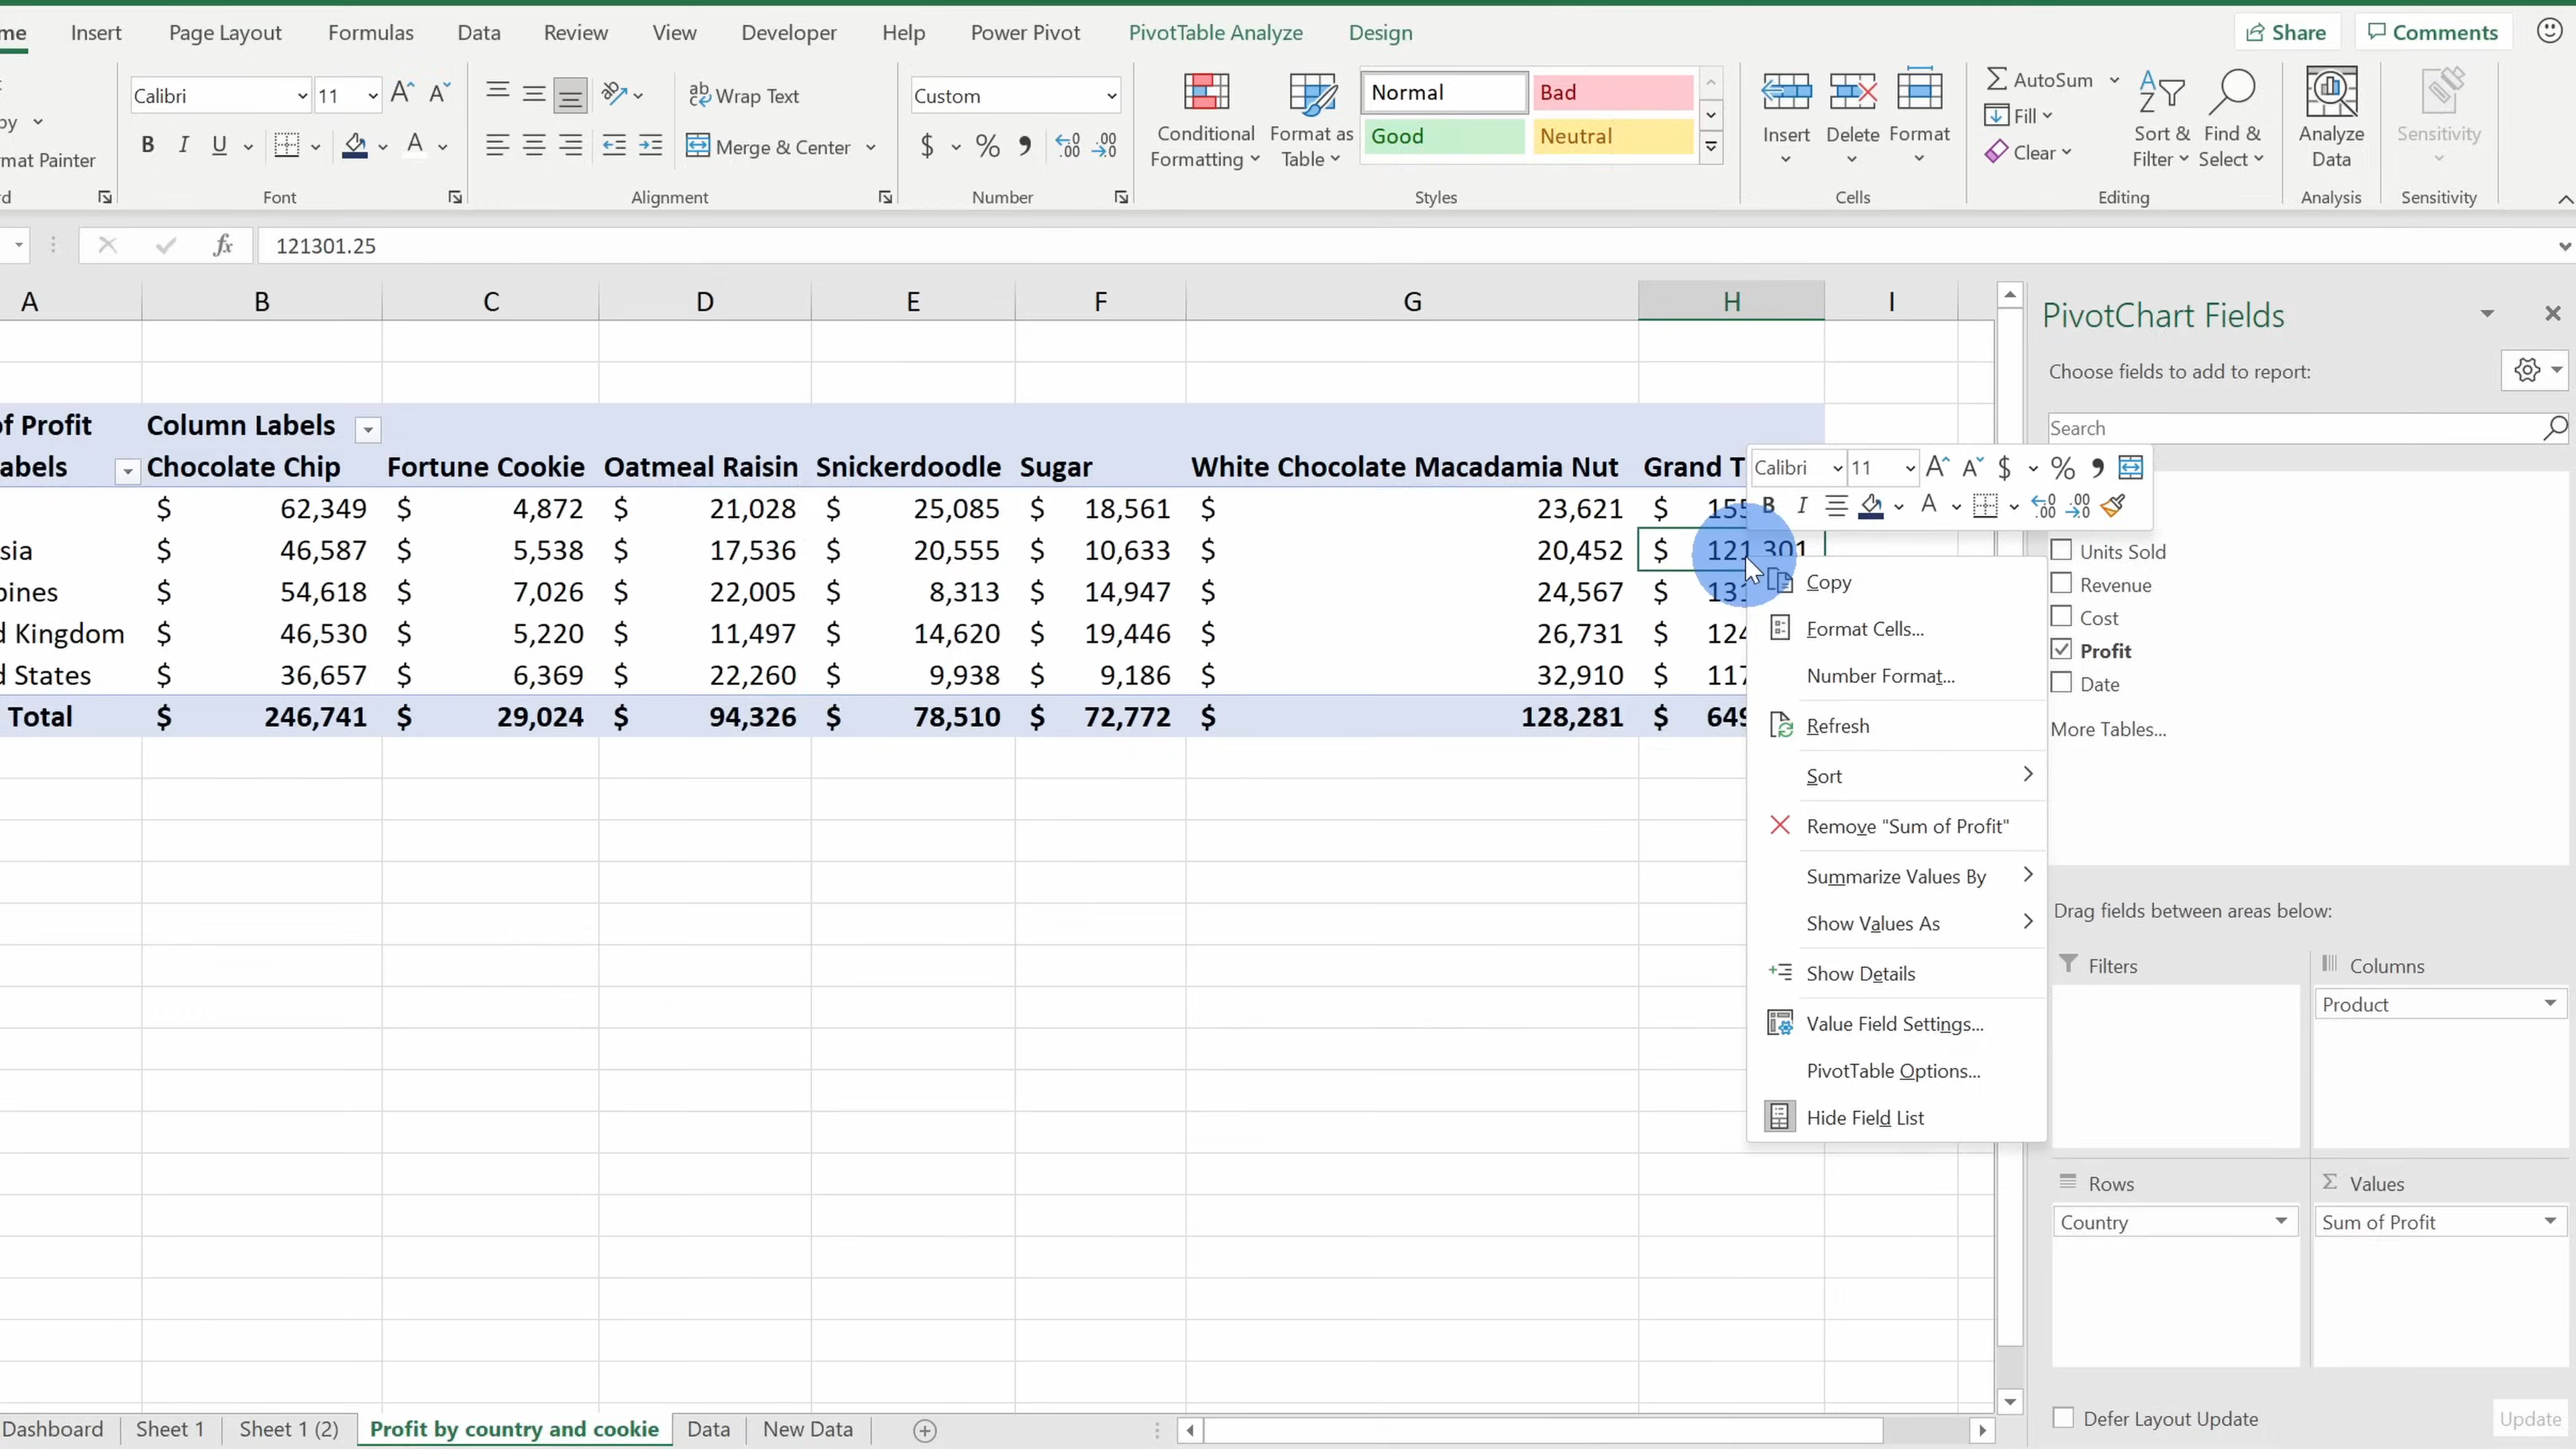 me Insert Page Layout Formulas Data Review View Developer Help Power Pivot PivotTable Analyze Design Share Comments
Calibri 11 Wrap Text Custom Normal Bad AutoSum
py Good Neutral Fill
B I U Merge & Center $ % Conditional Formatting Format as Table Insert Delete Format Clear Sort & Filter Find & Select Analyze Data Sensitivity
mat Painter
d Font Alignment Number Styles Cells Editing Analysis Sensitivity
fx 121301.25
A B C D E F G H I
of Profit Column Labels
abels Chocolate Chip Fortune Cookie Oatmeal Raisin Snickerdoodle Sugar White Chocolate Macadamia Nut Grand T
$ 62,349 $ 4,872 $ 21,028 $ 25,085 $ 18,561 $ 23,621 $ 155
sia $ 46,587 $ 5,538 $ 17,536 $ 20,555 $ 10,633 $ 20,452 $ 121,301
pines $ 54,618 $ 7,026 $ 22,005 $ 8,313 $ 14,947 $ 24,567 $ 131
d Kingdom $ 46,530 $ 5,220 $ 11,497 $ 14,620 $ 19,446 $ 26,731 $ 124
d States $ 36,657 $ 6,369 $ 22,260 $ 9,938 $ 9,186 $ 32,910 $ 117
Total $ 246,741 $ 29,024 $ 94,326 $ 78,510 $ 72,772 $ 128,281 $ 649
Calibri 11 $ %
B I A
Copy
Format Cells...
Number Format...
Refresh
Sort
Remove "Sum of Profit"
Summarize Values By
Show Values As
Show Details
Value Field Settings...
PivotTable Options...
Hide Field List
PivotChart Fields
Choose fields to add to report:
Search
Units Sold
Revenue
Cost
Profit
Date
More Tables...
Drag fields between areas below:
Filters Columns
Product
Rows Values
Country Sum of Profit
Defer Layout Update Update
Dashboard Sheet 1 Sheet 1 (2) Profit by country and cookie Data New Data